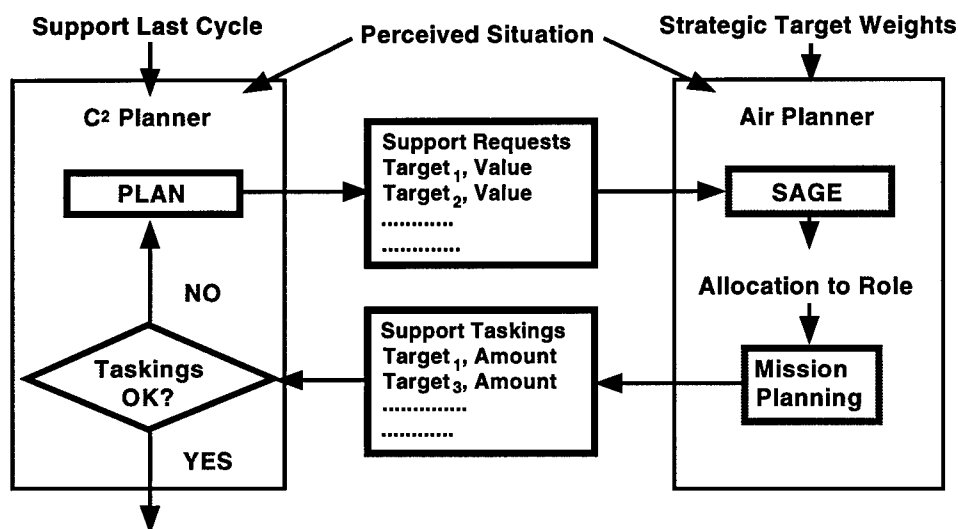 Support Last Cycle
Perceived Situation
Strategic Target Weights
C² Planner
PLAN
NO
Taskings
OK?
YES
Support Requests
Target₁, Value
Target₂, Value
............
.............
Support Taskings
Target₁, Amount
Target₃, Amount
..............
............
Air Planner
SAGE
Allocation to Role
Mission
Planning